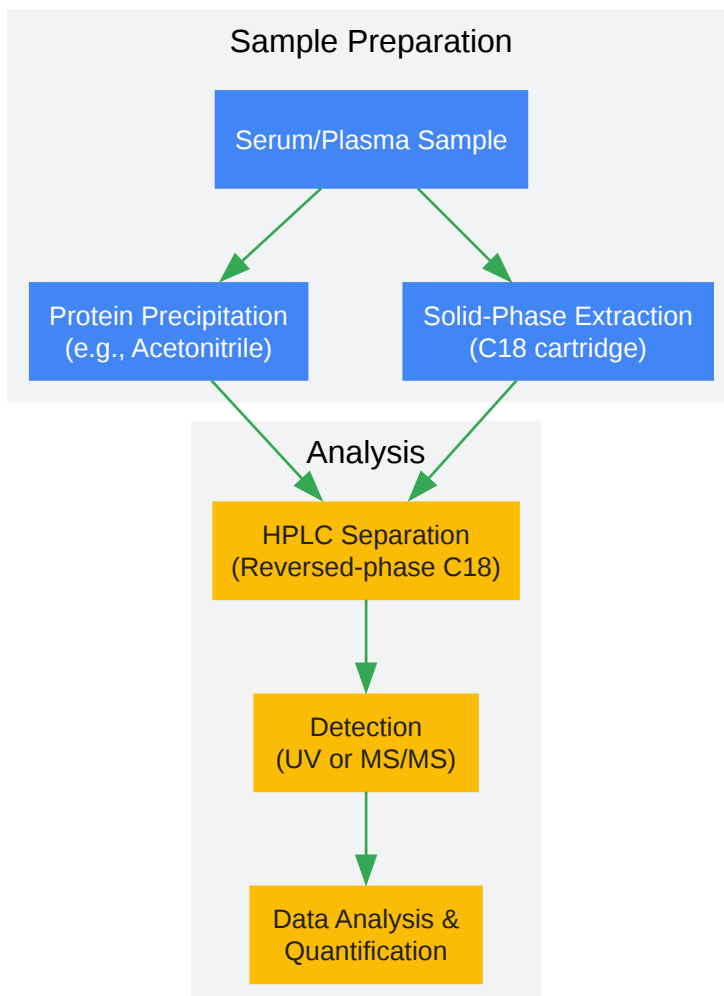 Sample Preparation
Serum/Plasma Sample
Protein Precipitation
(e.g., Acetonitrile)
Solid-Phase Extraction
(C18 cartridge)
Analysis
HPLC Separation
(Reversed-phase C18)
Detection
(UV or MS/MS)
Data Analysis &
Quantification